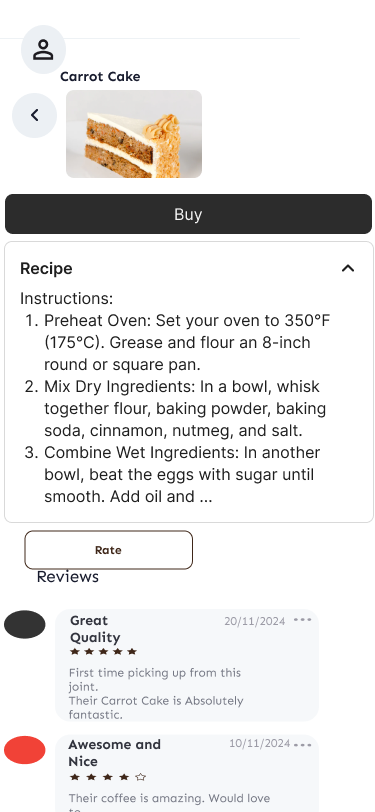 Carrot Cake
Buy
Recipe
Instructions:
1. Preheat Oven: Set your oven to 350°F
(175°C). Grease and flour an 8-inch
round or square pan.
2. Mix Dry Ingredients: In a bowl, whisk
together flour, baking powder, baking
soda, cinnamon, nutmeg, and salt.
3. Combine Wet Ingredients: In another
bowl, beat the eggs with sugar until
smooth. Add oil and ...
Rate
Reviews
Great
Quality
20/11/2024
First time picking up from this
joint.
Their Carrot Cake is Absolutely
fantastic.
Awesome and
Nice
10/11/2024
Their coffee is amazing. Would love
to